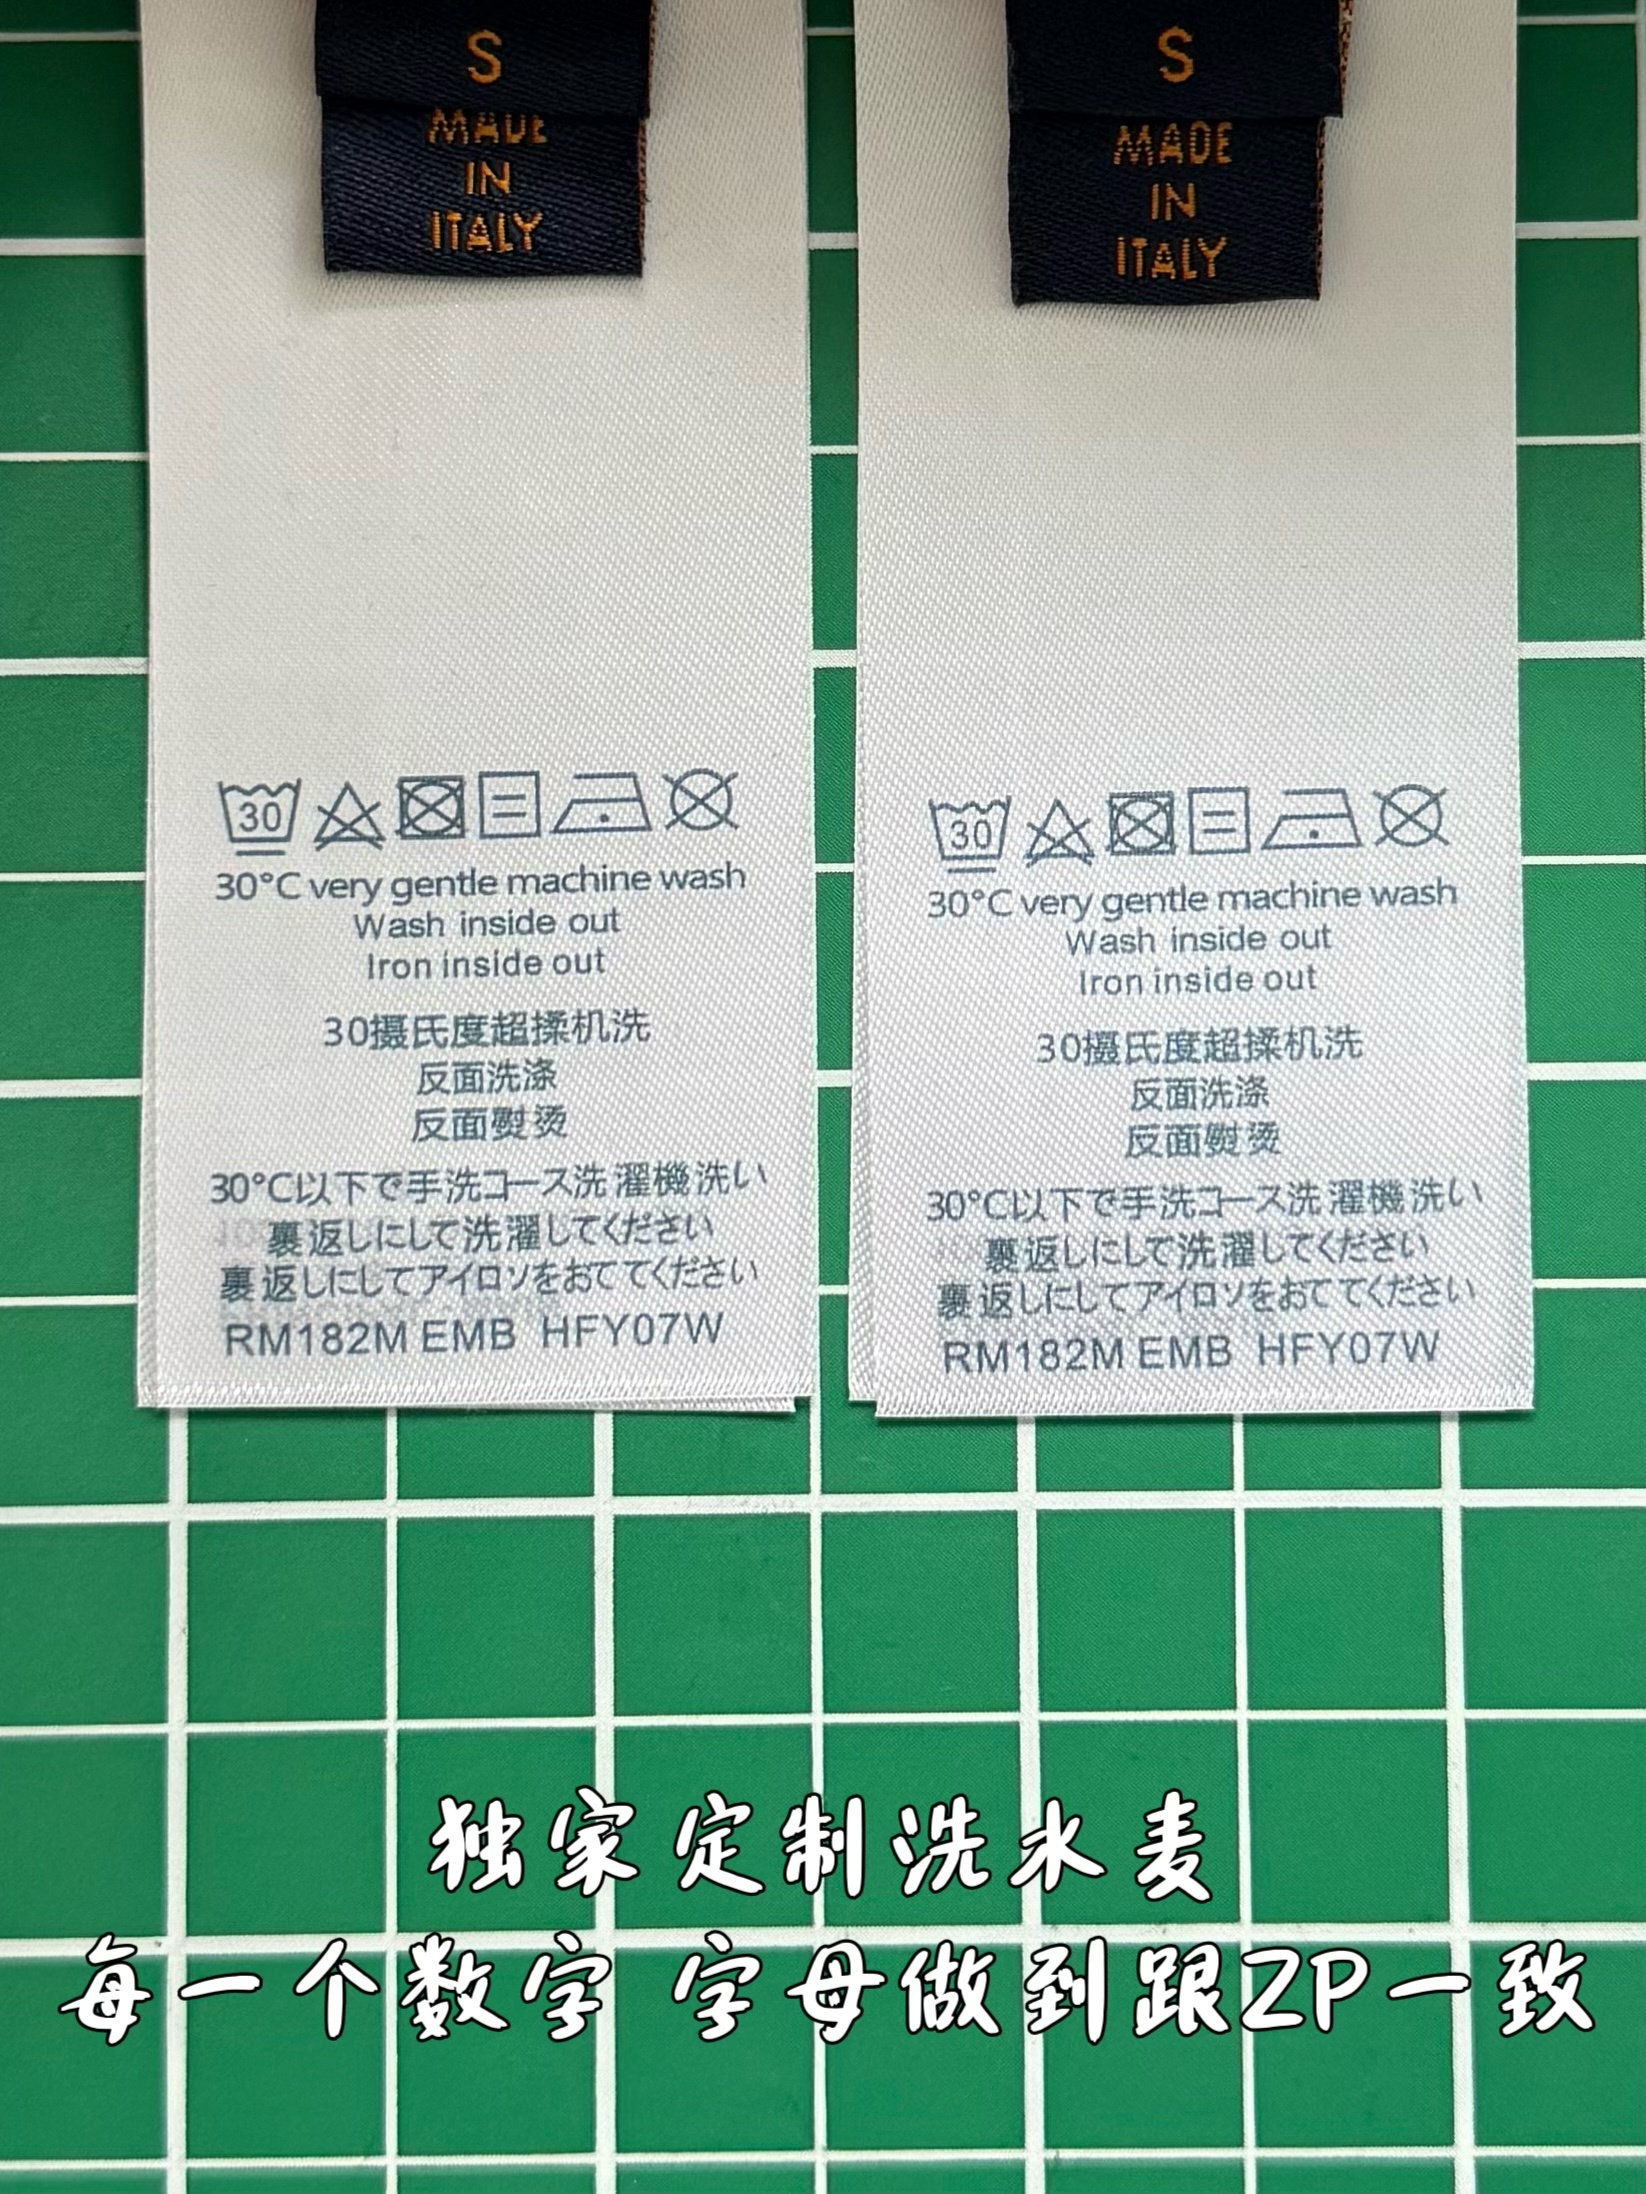 S
MADE
IN
ITALY
30
30°C very gentle machine wash
Wash inside out
Iron inside out
30摄氏度超揉机洗
反面洗涤
反面熨烫
30°C以下で手洗コース洗濯機洗い
裏返しにして洗濯してください
裏返しにしてアイロソをおててください
RM182M EMB HFY07W
S
MADE
IN
ITALY
30
30°C very gentle machine wash
Wash inside out
Iron inside out
30摄氏度超揉机洗
反面洗涤
反面熨烫
30°C以下で手洗コース洗濯機洗い
裏返しにして洗濯してください
裏返しにしてアイロソをおててください
RM182M EMB HFY07W
独家定制洗水麦
每一个数字 字母做到跟ZP一致